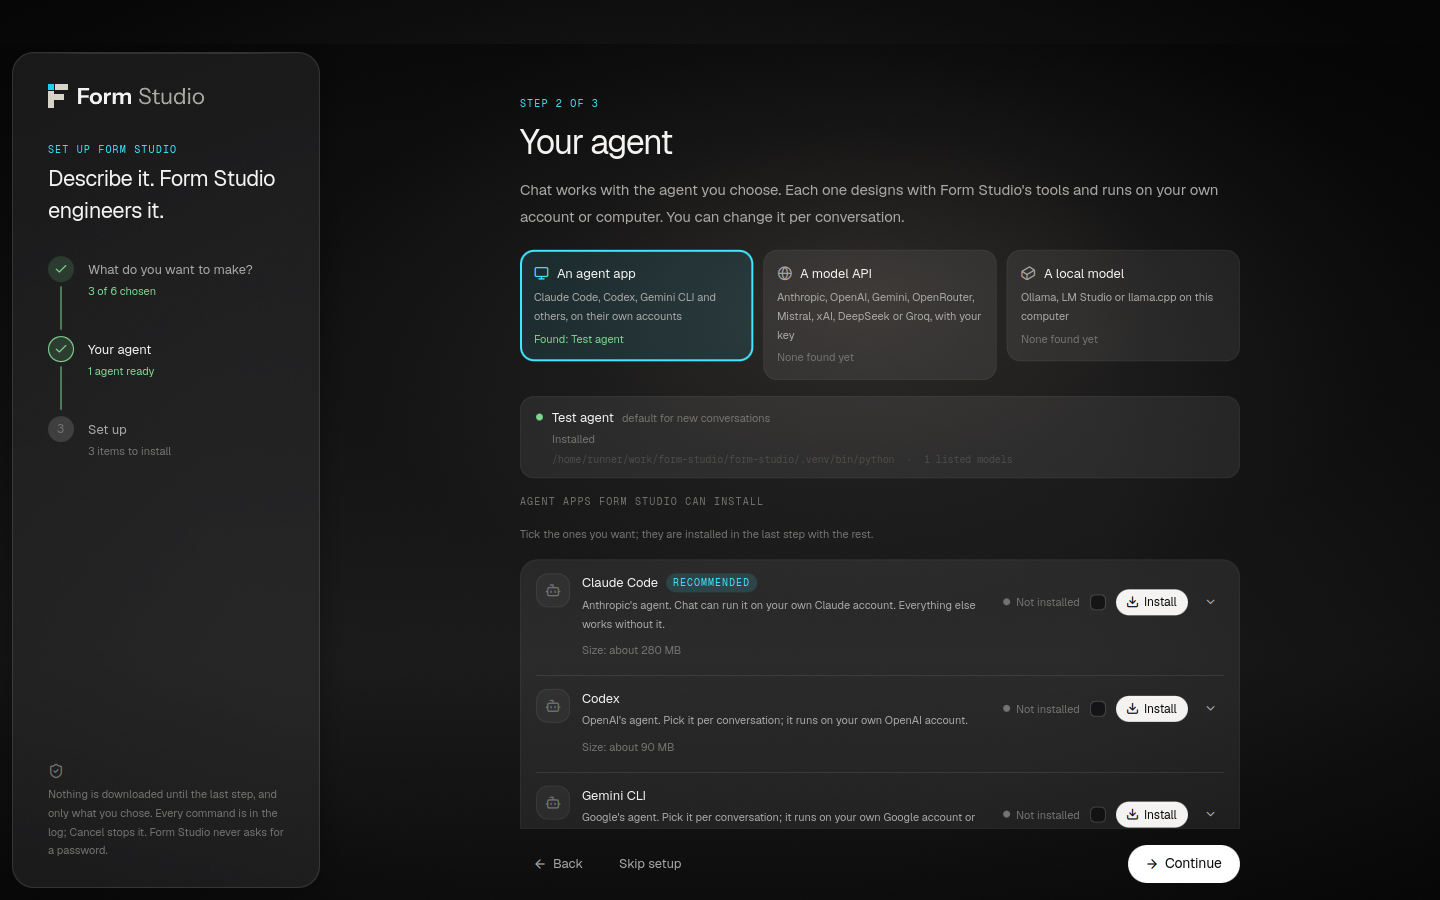 Form Studio
SET UP FORM STUDIO
Describe it. Form Studio
engineers it.
What do you want to make?
3 of 6 chosen
Your agent
1 agent ready
3
Set up
3 items to install
Nothing is downloaded until the last step, and
only what you chose. Every command is in the
log; Cancel stops it. Form Studio never asks for
a password.
STEP 2 OF 3
Your agent
Chat works with the agent you choose. Each one designs with Form Studio's tools and runs on your own
account or computer. You can change it per conversation.
An agent app
Claude Code, Codex, Gemini CLI and
others, on their own accounts
Found: Test agent
A model API
Anthropic, OpenAI, Gemini, OpenRouter,
Mistral, xAI, DeepSeek or Groq, with your
key
None found yet
A local model
Ollama, LM Studio or llama.cpp on this
computer
None found yet
Test agent default for new conversations
Installed
/home/runner/work/form-studio/form-studio/.venv/bin/python · 1 listed models
AGENT APPS FORM STUDIO CAN INSTALL
Tick the ones you want; they are installed in the last step with the rest.
Claude Code RECOMMENDED
Anthropic's agent. Chat can run it on your own Claude account. Everything else
works without it.
Size: about 280 MB
Not installed Install
Codex
OpenAI's agent. Pick it per conversation; it runs on your own OpenAI account.
Size: about 90 MB
Not installed Install
Gemini CLI
Google's agent. Pick it per conversation; it runs on your own Google account or
Not installed Install
Back Skip setup Continue